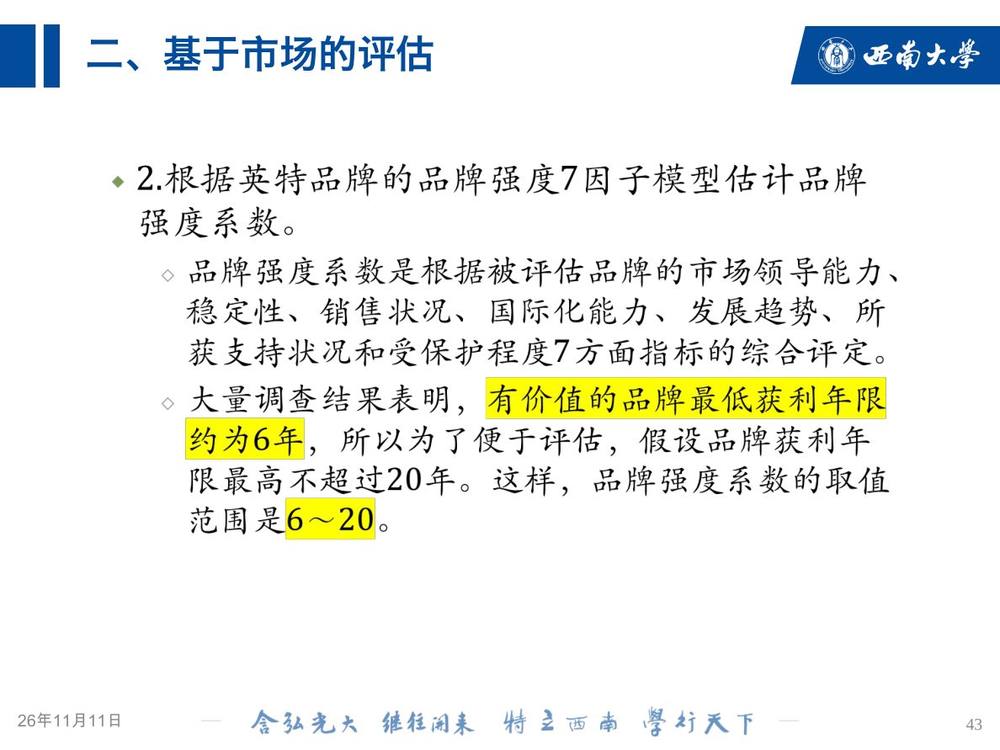 二、基于市场的评估
西南大学
2.根据英特品牌的品牌强度7因子模型估计品牌
强度系数。
品牌强度系数是根据被评估品牌的市场领导能力、
稳定性、销售状况、国际化能力、发展趋势、所
获支持状况和受保护程度7方面指标的综合评定。
大量调查结果表明，有价值的品牌最低获利年限
约为6年，所以为了便于评估，假设品牌获利年
限最高不超过20年。这样，品牌强度系数的取值
范围是6～20。
26年11月11日
含弘光大 继往开来 特立西南 学行天下
43